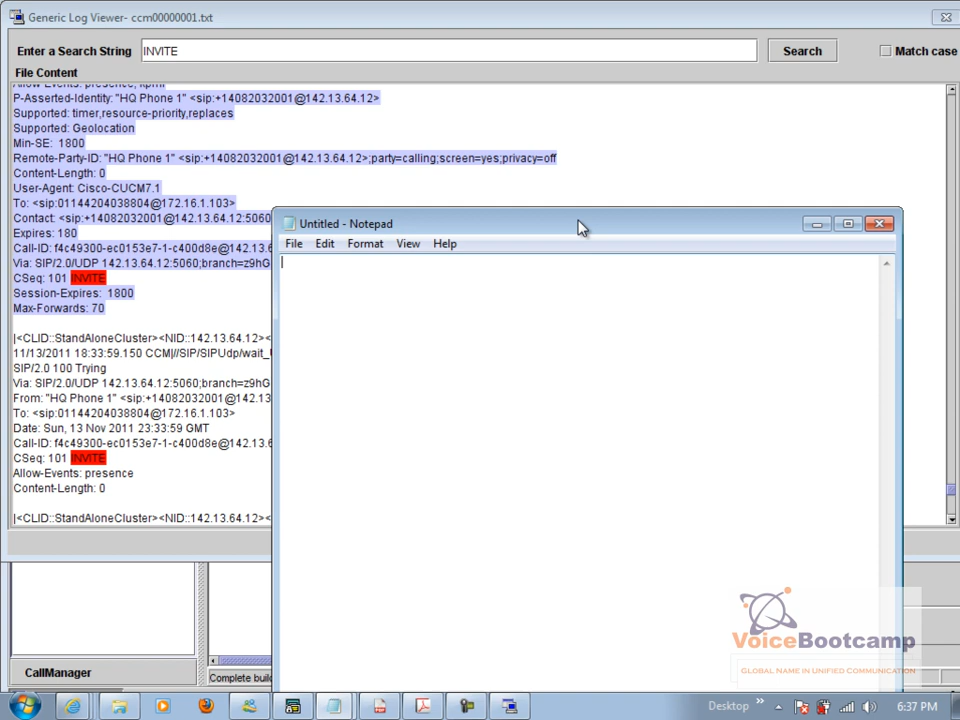 Generic Log Viewer- ccm00000001.txt
Enter a Search String
INVITE
Search
Match case
File Content
P-Asserted-Identity: "HQ Phone 1" <sip:+14082032001@142.13.64.12>
Supported: timer,resource-priority,replaces
Supported: Geolocation
Min-SE: 1800
Remote-Party-ID: "HQ Phone 1" <sip:+14082032001@142.13.64.12>;party=calling;screen=yes;privacy=off
Content-Length: 0
User-Agent: Cisco-CUCM7.1
To: <sip:01144204038804@172.16.1.103>
Contact: <sip:+14082032001@142.13.64.12:5060
Expires: 180
Call-ID: f4c49300-ec0153e7-1-c400d8e@142.13.6
Via: SIP/2.0/UDP 142.13.64.12:5060;branch=z9hG
CSeq: 101 INVITE
Session-Expires: 1800
Max-Forwards: 70
|<CLID::StandAloneCluster><NID::142.13.64.12><
11/13/2011 18:33:59.150 CCM|//SIP/SIPUdp/wait_
SIP/2.0 100 Trying
Via: SIP/2.0/UDP 142.13.64.12:5060;branch=z9hG
From: "HQ Phone 1" <sip:+14082032001@142.13
To: <sip:01144204038804@172.16.1.103>
Date: Sun, 13 Nov 2011 23:33:59 GMT
Call-ID: f4c49300-ec0153e7-1-c400d8e@142.13.6
CSeq: 101 INVITE
Allow-Events: presence
Content-Length: 0
|<CLID::StandAloneCluster><NID::142.13.64.12><
Untitled - Notepad
File Edit Format View Help
CallManager
Complete build
VoiceBootcamp
GLOBAL NAME IN UNIFIED COMMUNICATION
Desktop
6:37 PM